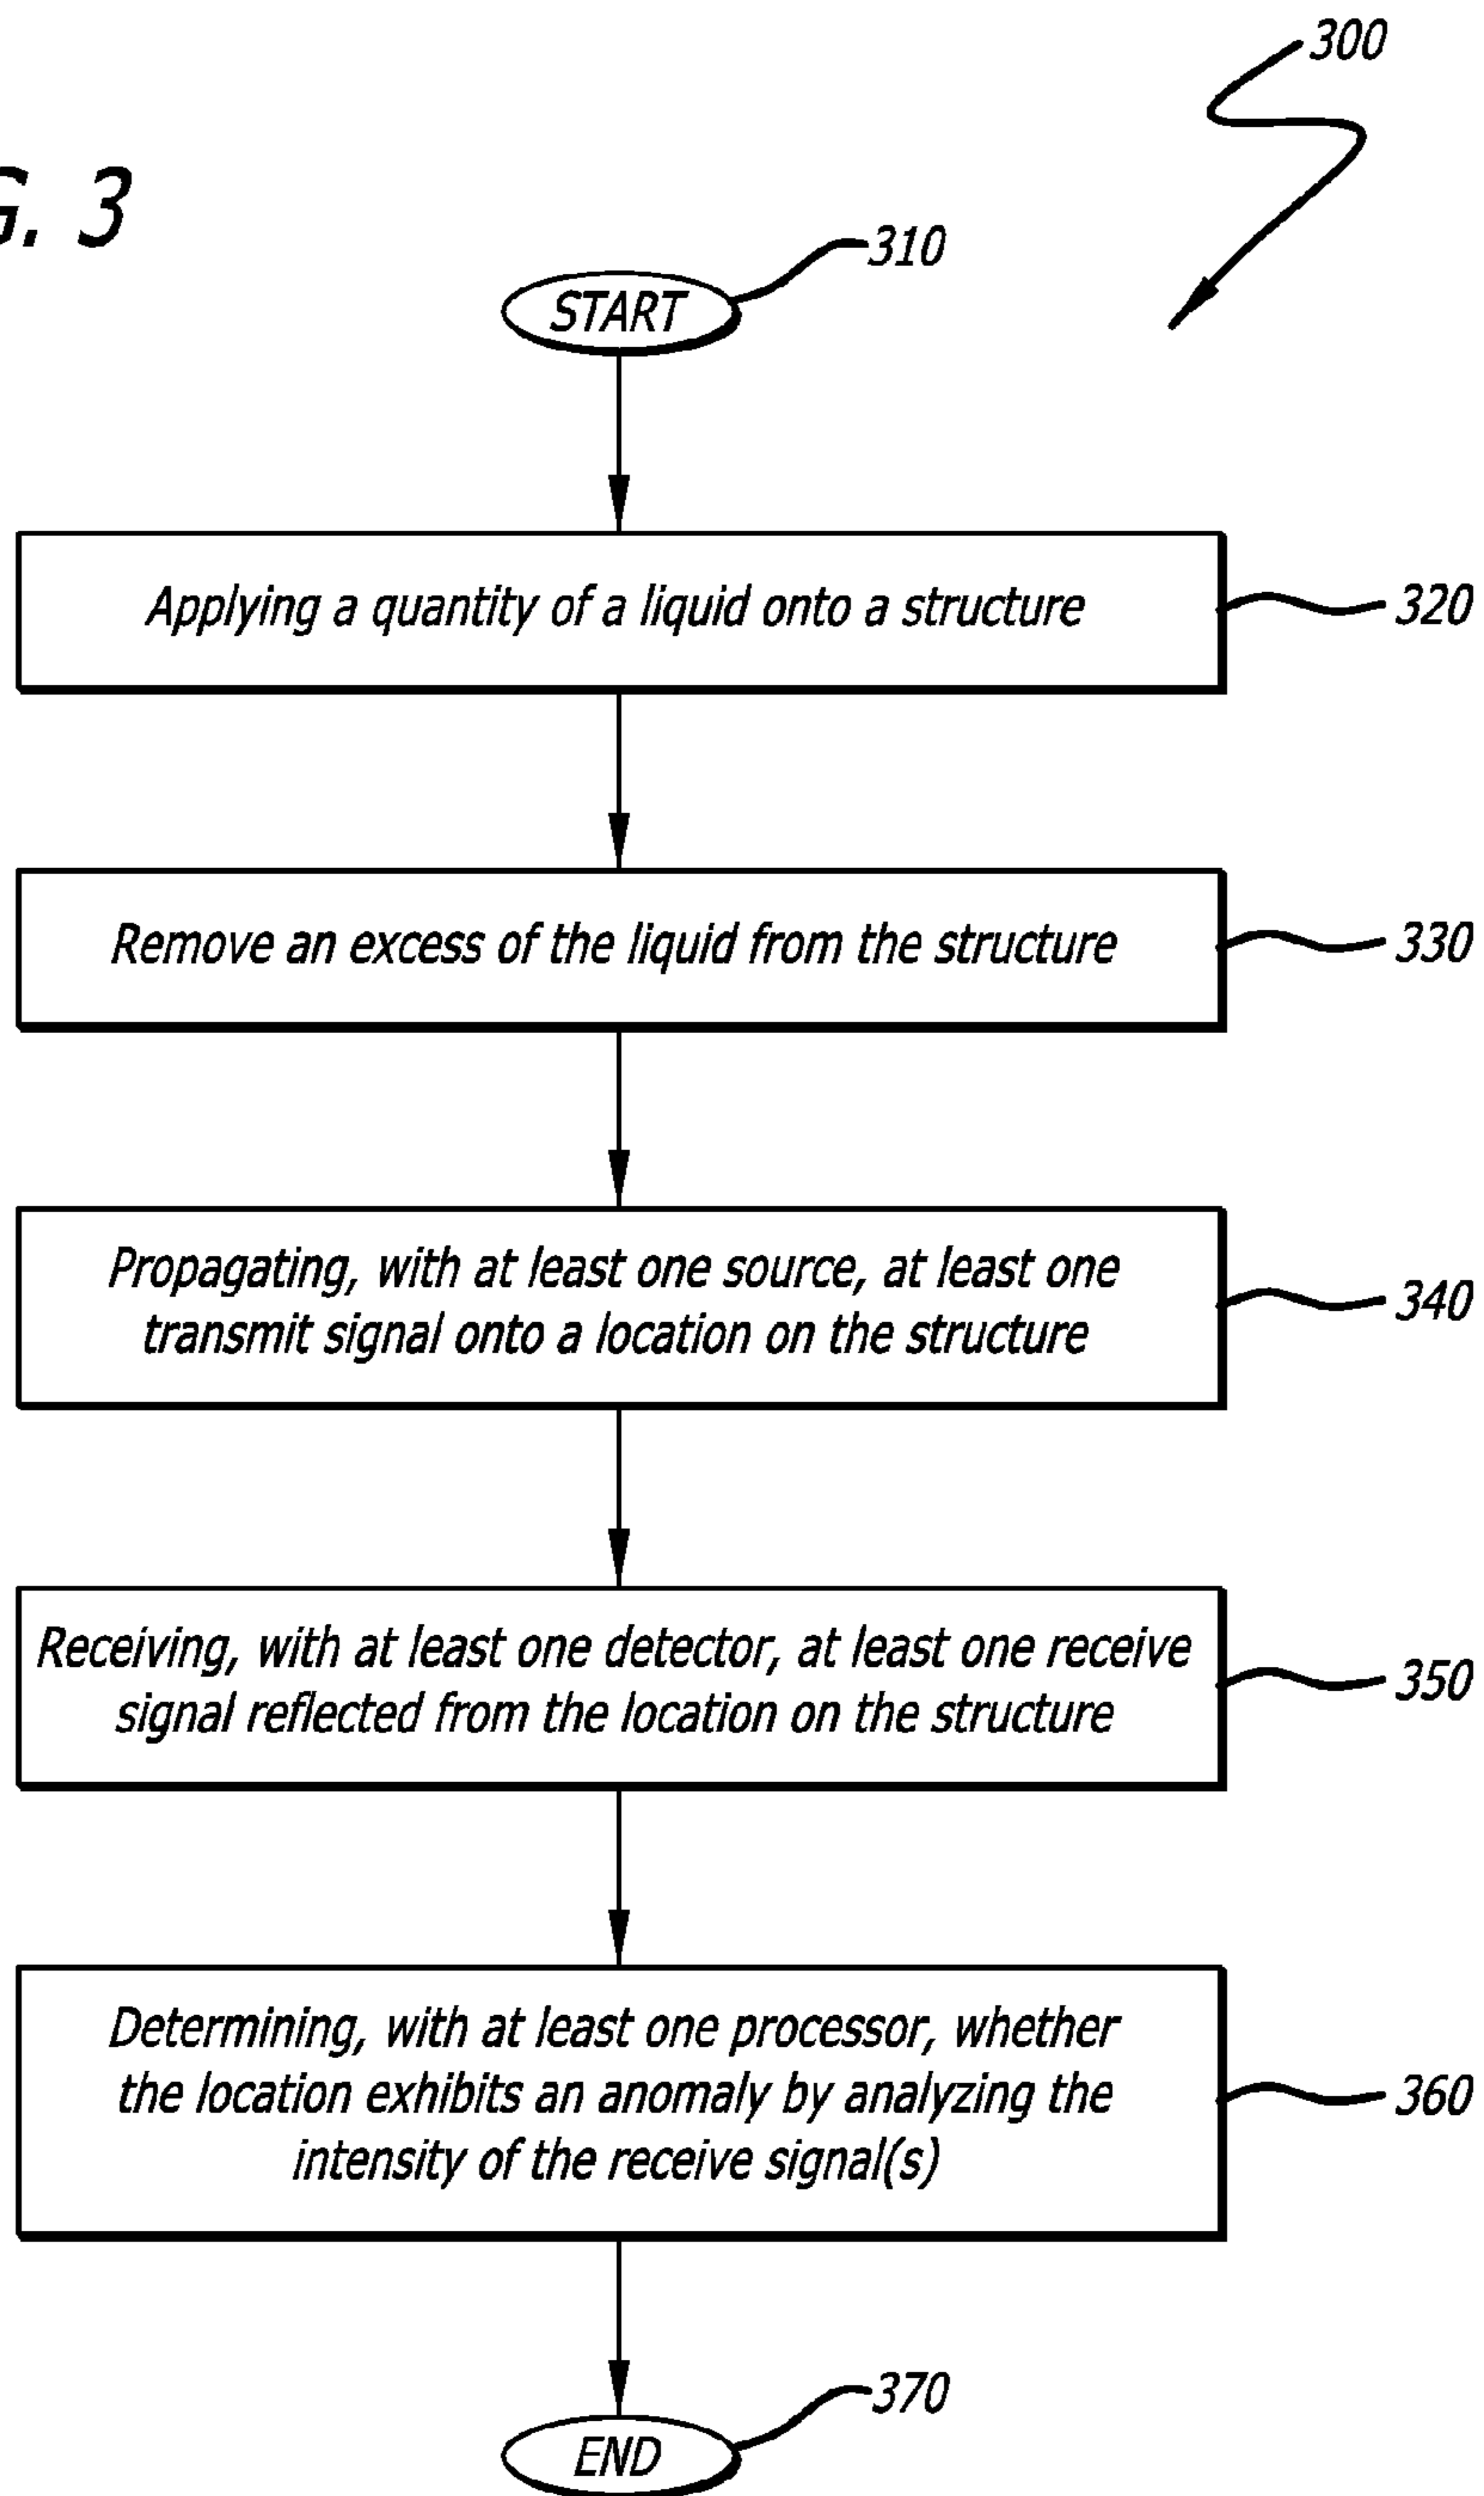 300
G. 3
310
START
Applying a quantity of a liquid onto a structure
320
Remove an excess of the liquid from the structure
330
Propagating, with at least one source, at least one
transmit signal onto a location on the structure
340
Receiving, with at least one detector, at least one receive
signal reflected from the location on the structure
350
Determining, with at least one processor, whether
the location exhibits an anomaly by analyzing the
intensity of the receive signal(s)
360
370
END